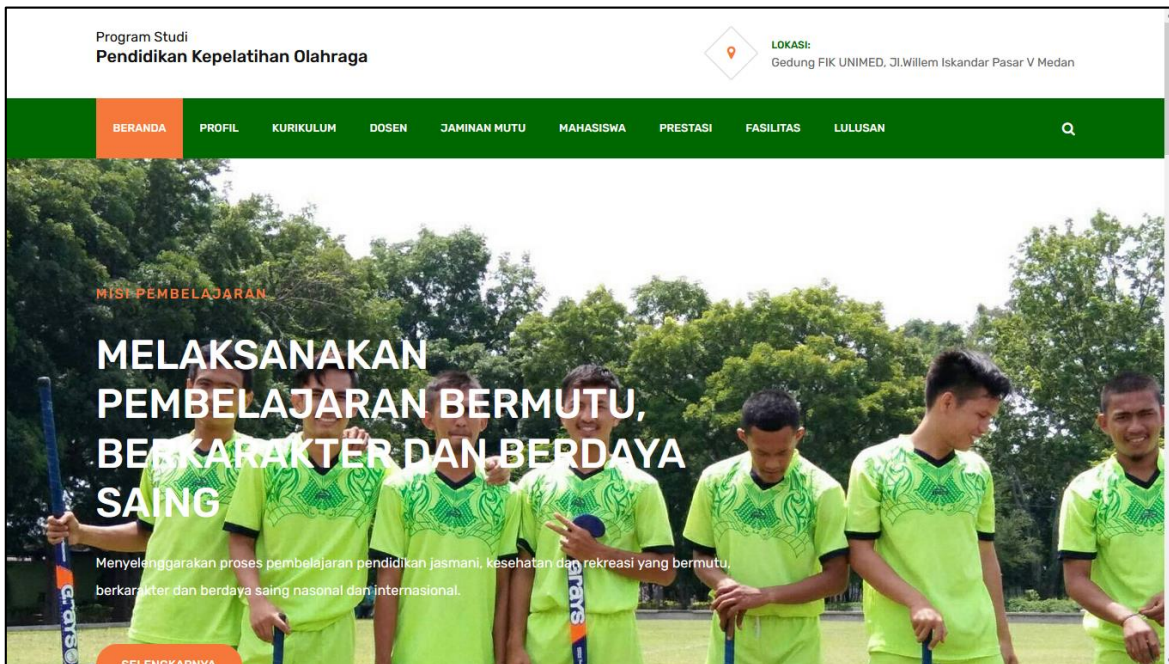 Program Studi
Pendidikan Kepelatihan Olahraga
LOKASI:
Gedung FIK UNIMED, Jl.Willem Iskandar Pasar V Medan
BERANDA PROFIL KURIKULUM DOSEN JAMINAN MUTU MAHASISWA PRESTASI FASILITAS LULUSAN
MISI PEMBELAJARAN
MELAKSANAKAN
PEMBELAJARAN BERMUTU,
BERKARAKTER DAN BERDAYA
SAING
Menyelenggarakan proses pembelajaran pendidikan jasmani, kesehatan dan rekreasi yang bermutu.
berkarakter dan berdaya saing nasonal dan internasional.
grays
grays
SELENGKAPNYA